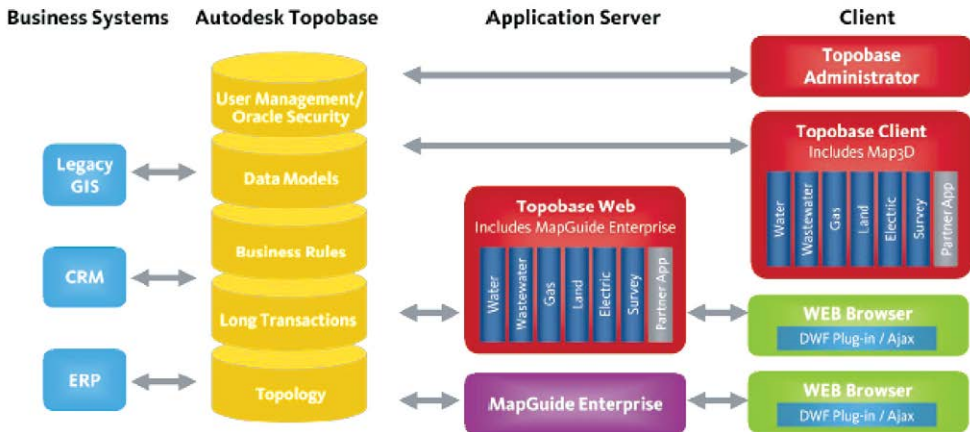 Business Systems
Autodesk Topobase
Application Server
Client
Legacy
GIS
CRM
ERP
User Management/
Oracle Security
Data Models
Business Rules
Long Transactions
Topology
Topobase Web
Includes MapGuide Enterprise
Water
Wastewater
Gas
Land
Electric
Survey
Partner App
MapGuide Enterprise
Topobase
Administrator
Topobase Client
Includes Map3D
Water
Wastewater
Gas
Land
Electric
Survey
Partner App
WEB Browser
DWF Plug-in / Ajax
WEB Browser
DWF Plug-in / Ajax